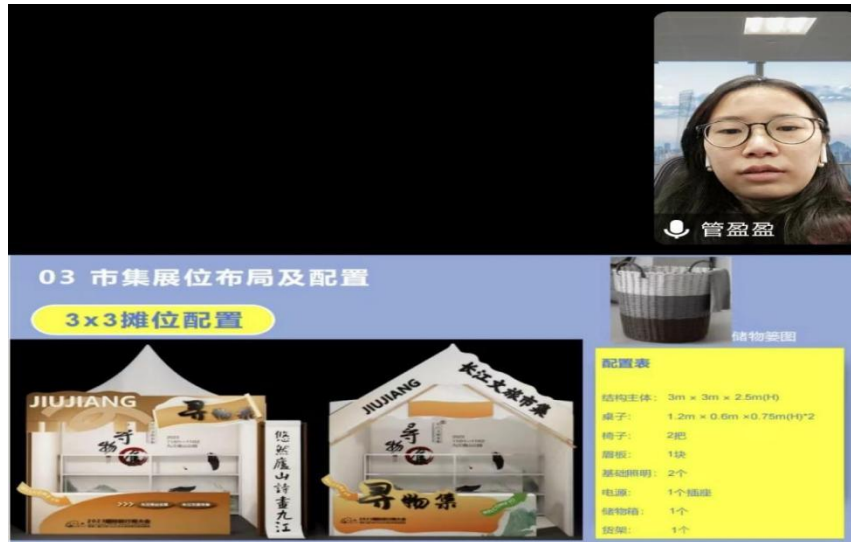 管盈盈
03 市集展位布局及配置
3x3摊位配置
储物篓图
JIUJIANG
寻物集
寻物集
悠然庐山诗画九江
JIUJIANG
长江文旅市集
寻物集
寻物集
WELCOME
配置表
结构主体： 3m × 3m × 2.5m(H)
桌子： 1.2m × 0.6m ×0.75m(H)*2
椅子： 2把
眉板： 1块
基础照明： 2个
电源： 1个插座
储物箱： 1个
货架： 1个